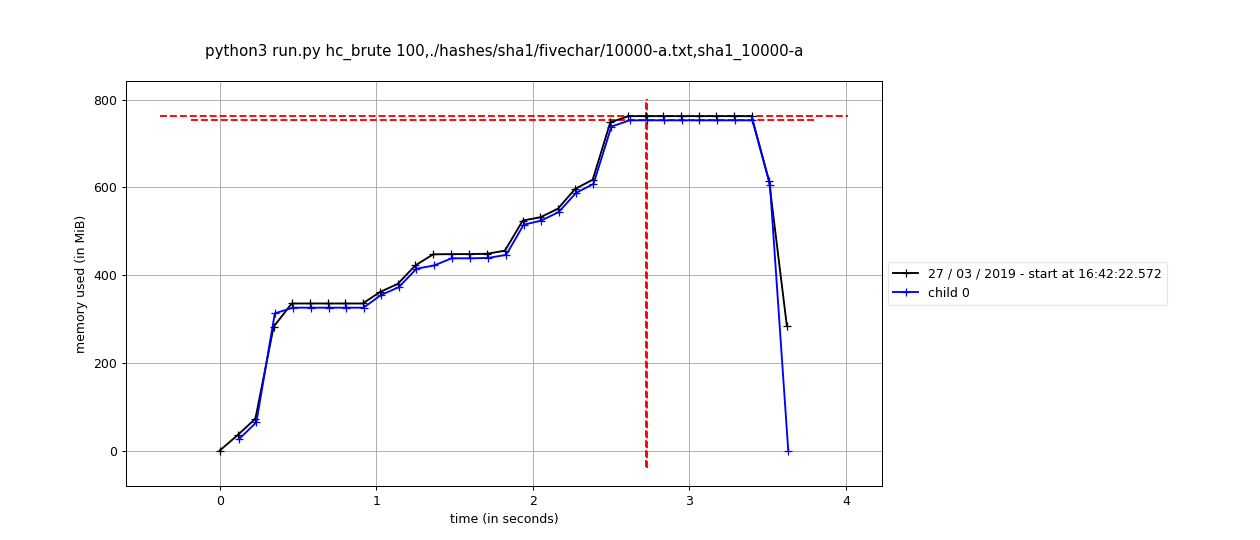 python3 run.py hc_brute 100,./hashes/sha1/fivechar/10000-a.txt,sha1_10000-a
800
600
400
200
0
memory used (in MiB)
0 1 2 3 4
time (in seconds)
27 / 03 / 2019 - start at 16:42:22.572
child 0